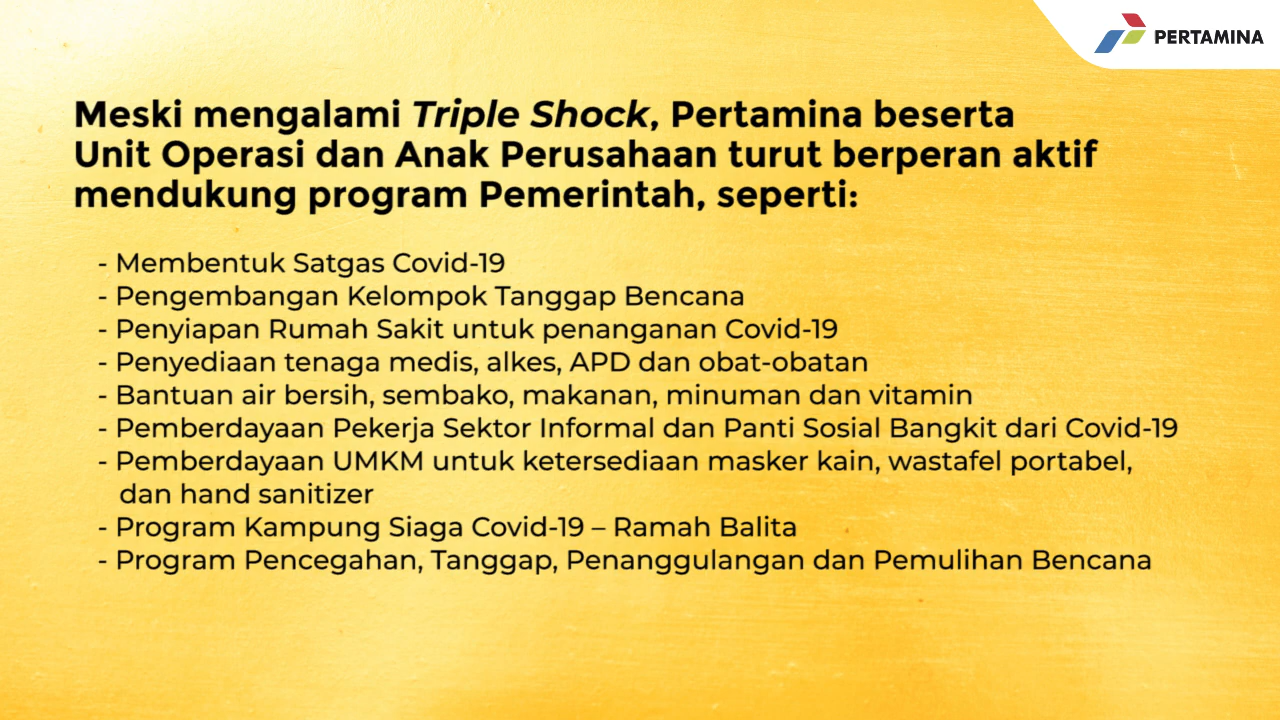 PERTAMINA
Meski mengalami Triple Shock, Pertamina beserta
Unit Operasi dan Anak Perusahaan turut berperan aktif
mendukung program Pemerintah, seperti:
- Membentuk Satgas Covid-19
- Pengembangan Kelompok Tanggap Bencana
- Penyiapan Rumah Sakit untuk penanganan Covid-19
- Penyediaan tenaga medis, alkes, APD dan obat-obatan
- Bantuan air bersih, sembako, makanan, minuman dan vitamin
- Pemberdayaan Pekerja Sektor Informal dan Panti Sosial Bangkit dari Covid-19
- Pemberdayaan UMKM untuk ketersediaan masker kain, wastafel portabel,
dan hand sanitizer
- Program Kampung Siaga Covid-19 – Ramah Balita
- Program Pencegahan, Tanggap, Penanggulangan dan Pemulihan Bencana